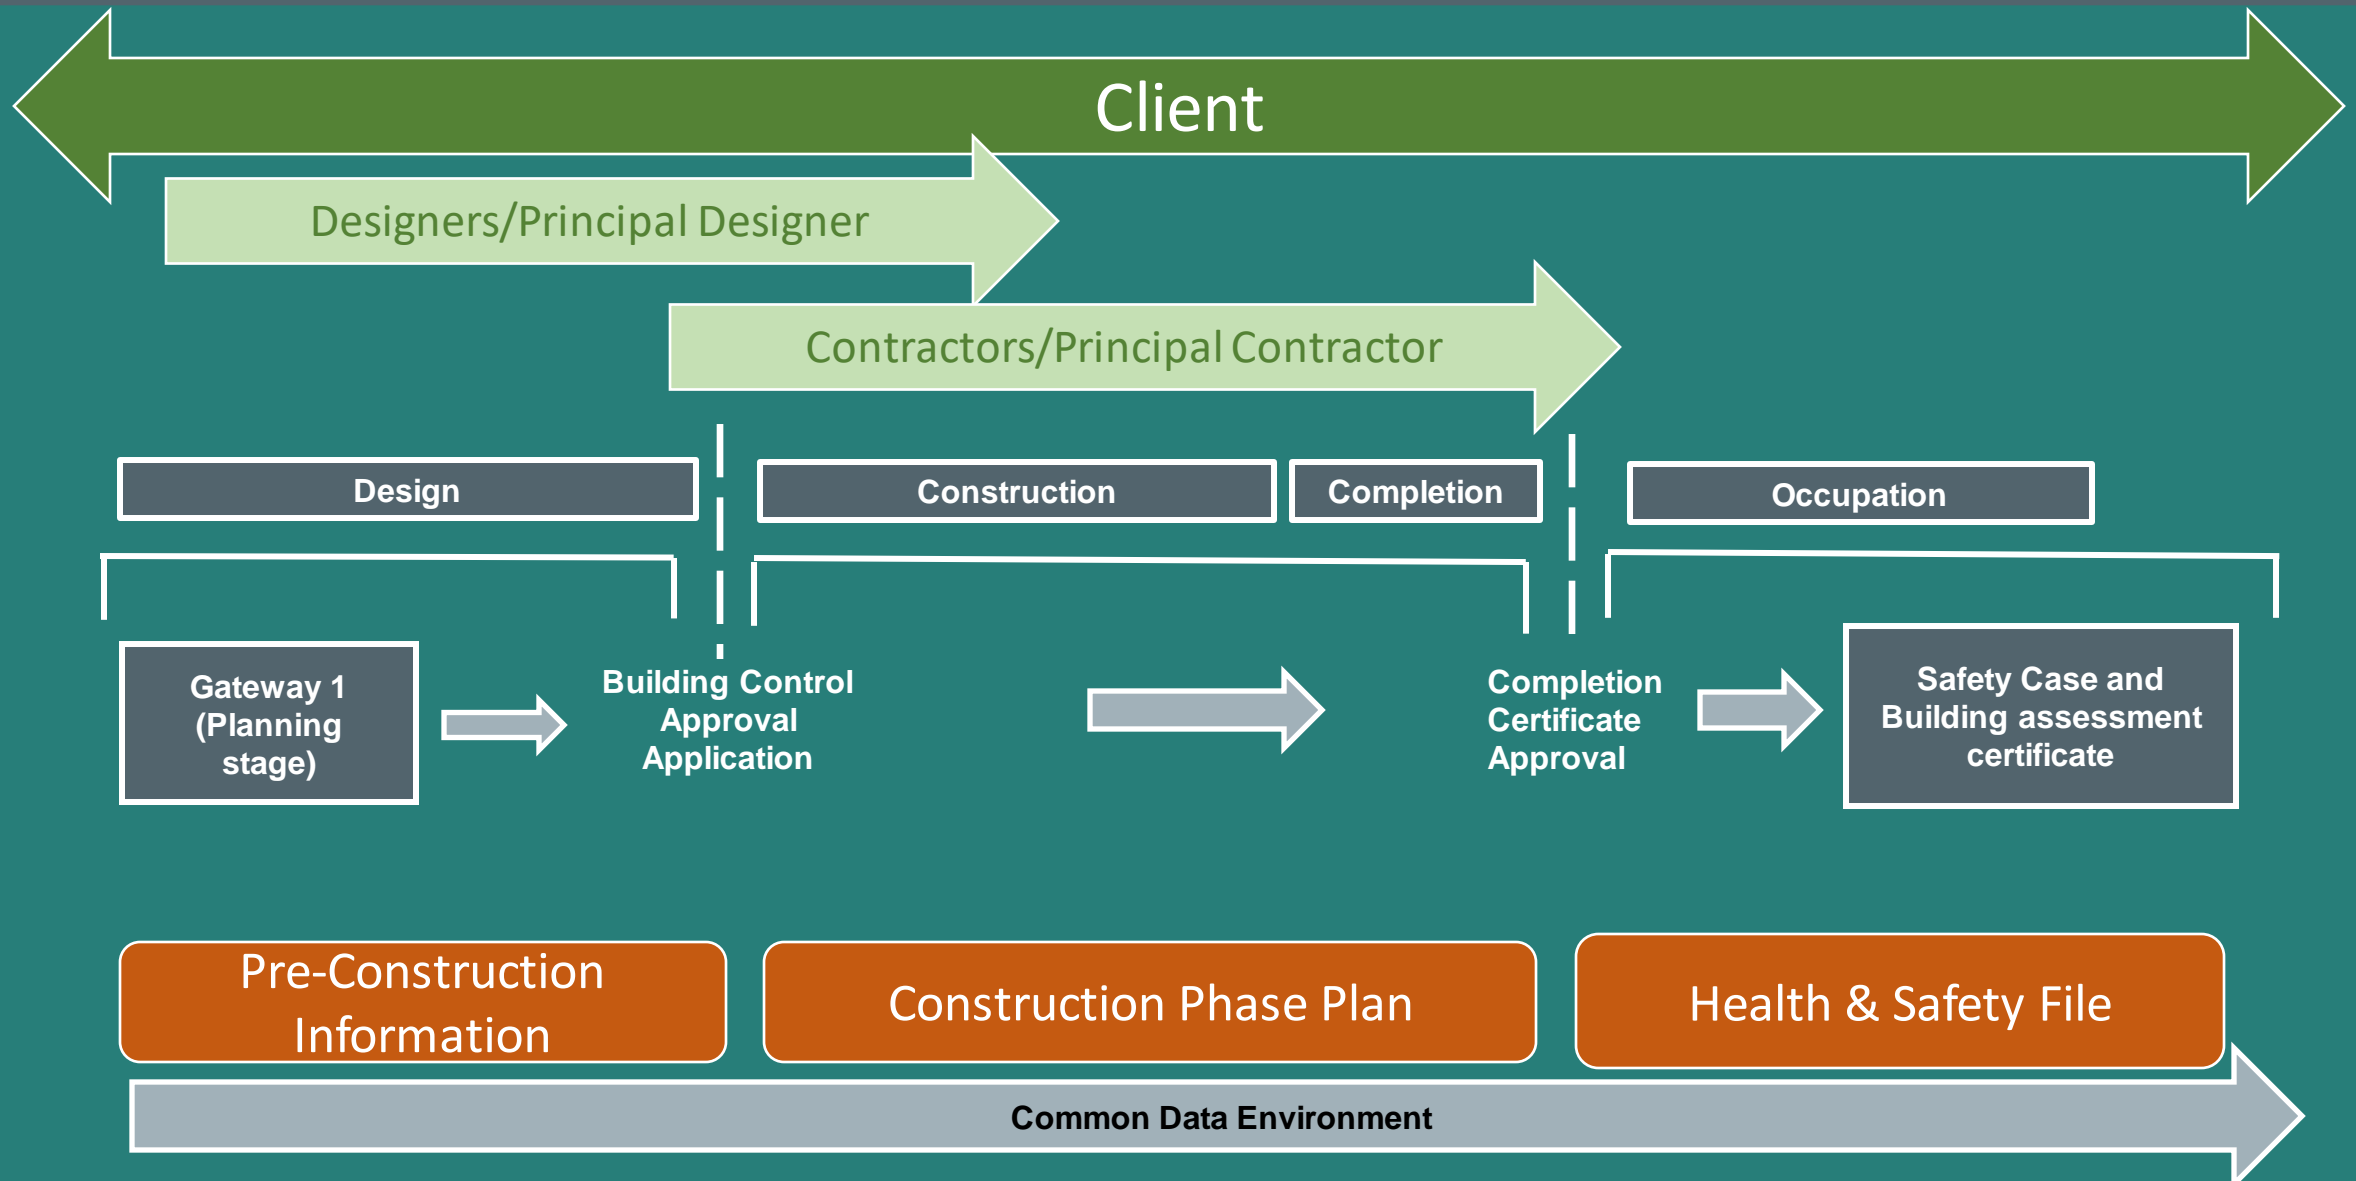 Client
Designers/Principal Designer
Contractors/Principal Contractor
Design
Construction
Completion
Occupation
Gateway 1
(Planning
stage)
Building Control
Approval
Application
Completion
Certificate
Approval
Safety Case and
Building assessment
certificate
Pre-Construction
Information
Construction Phase Plan
Health & Safety File
Common Data Environment